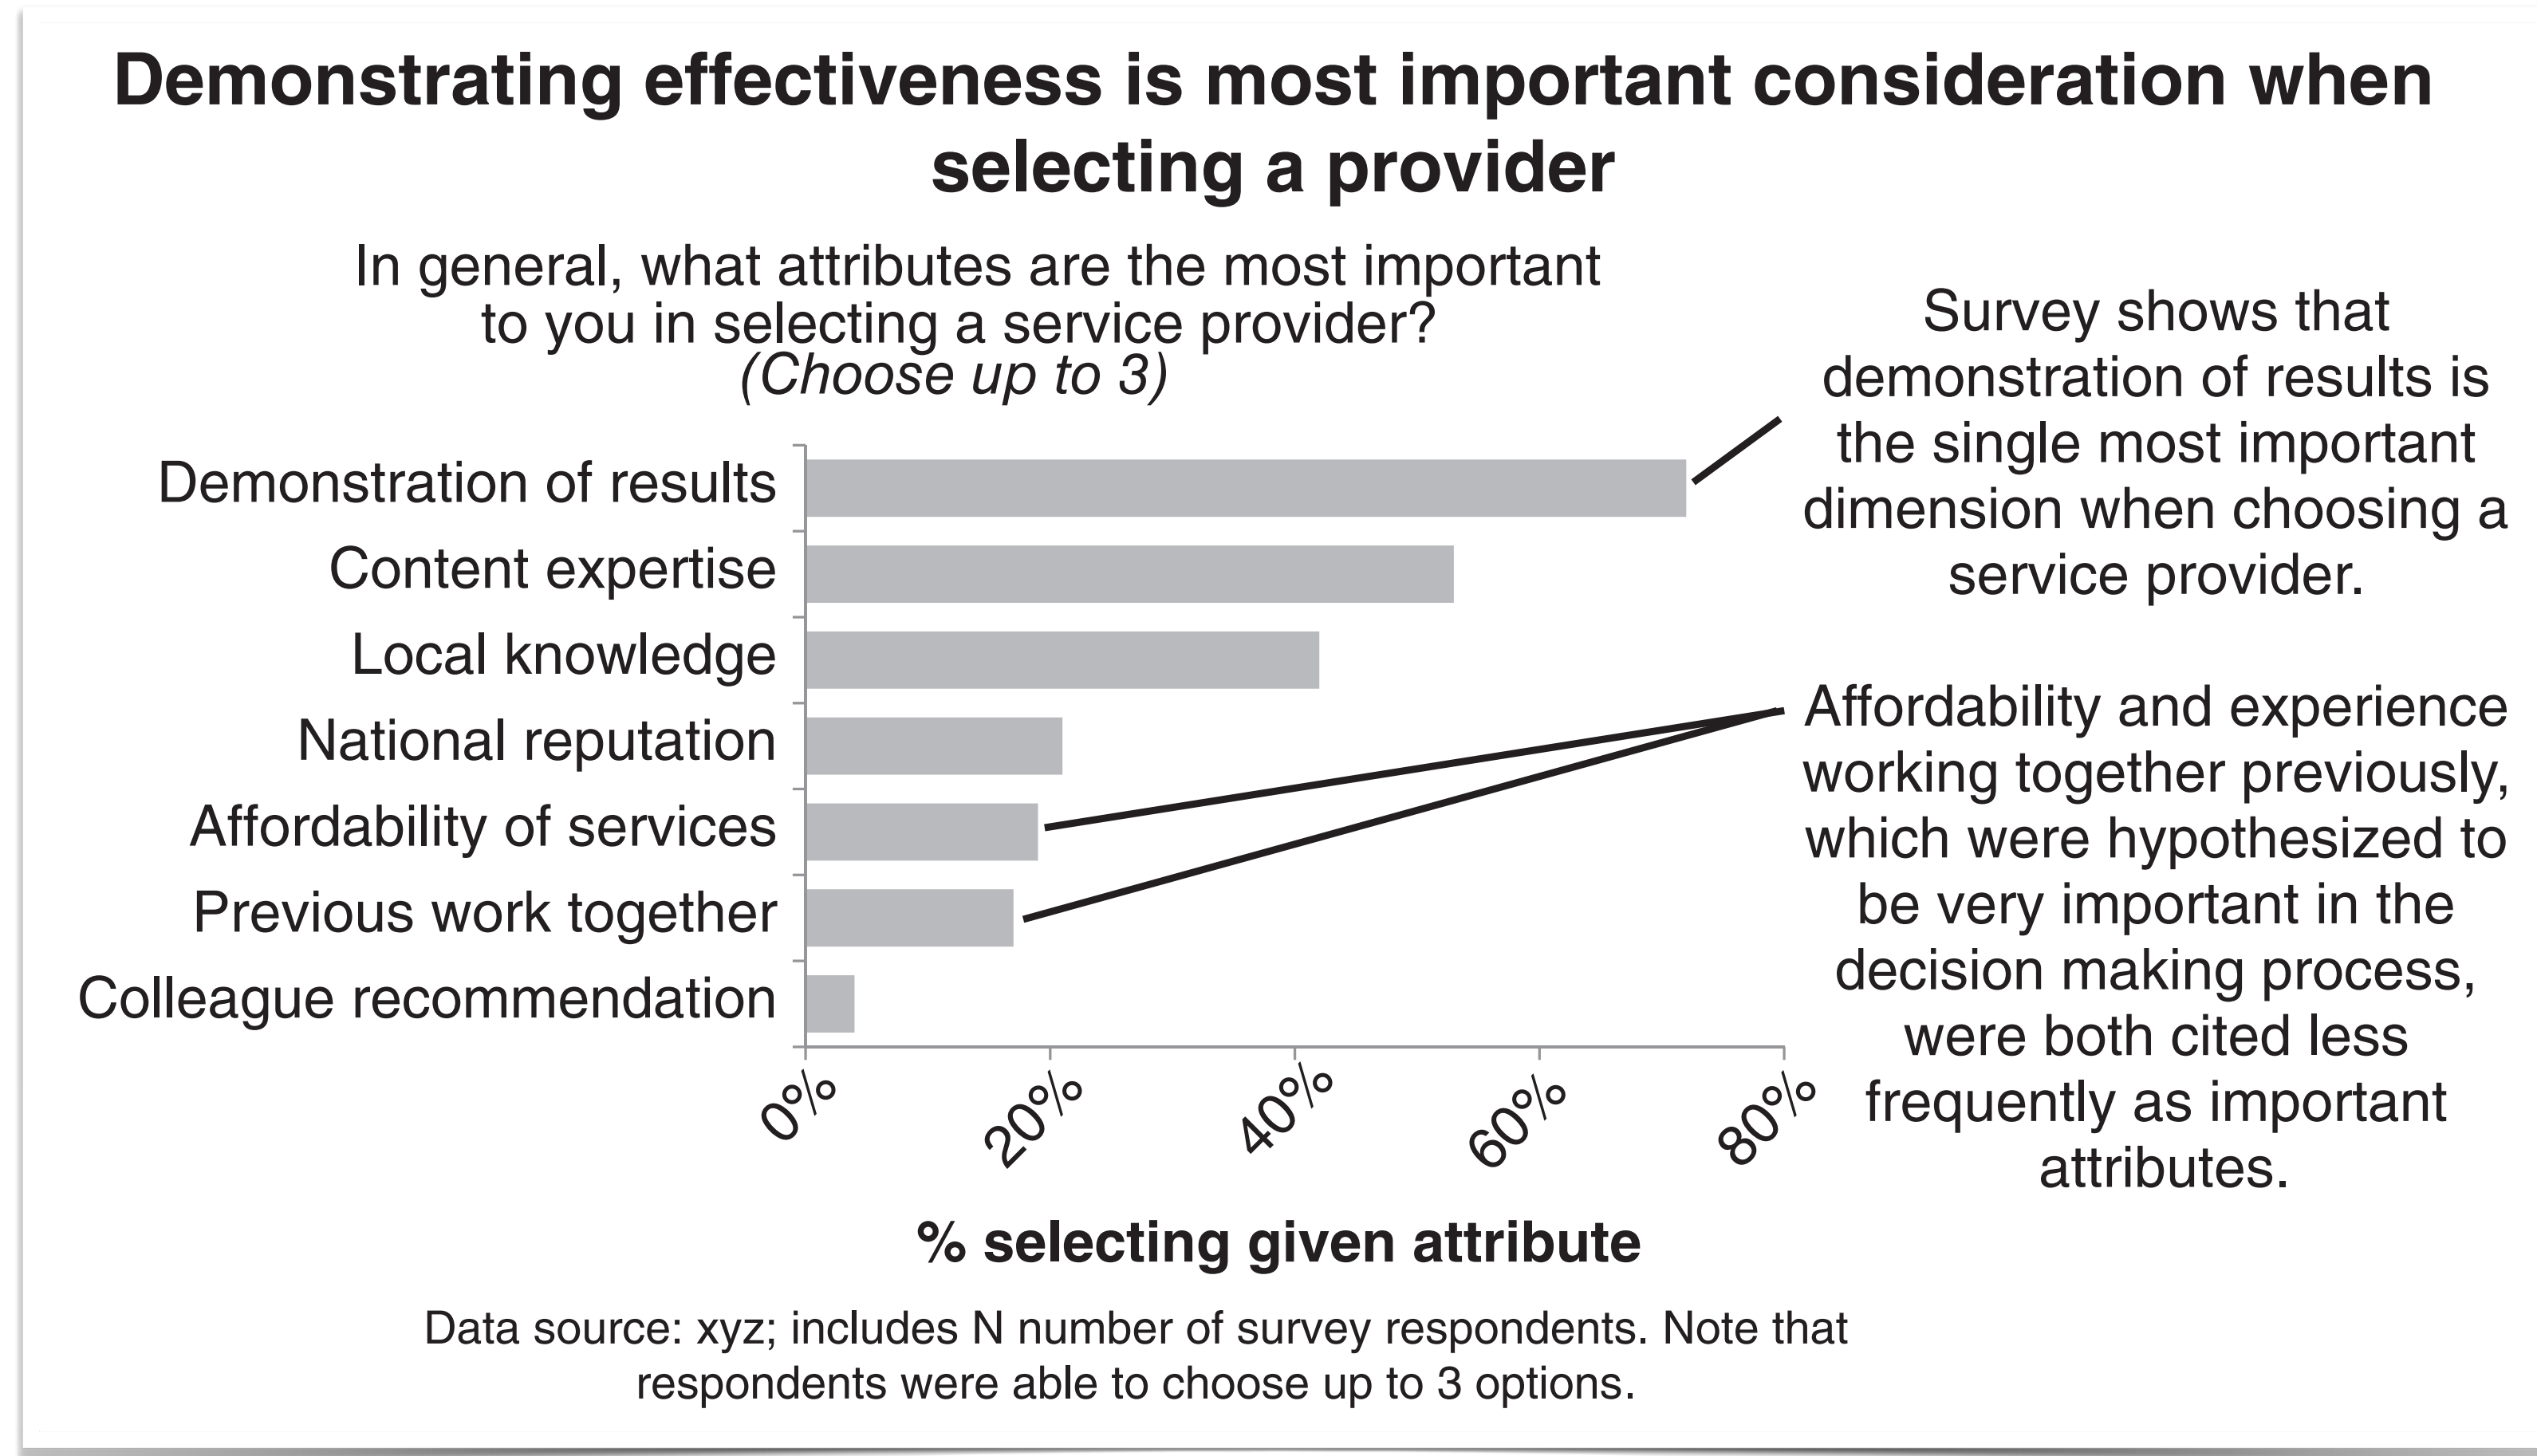 Demonstrating effectiveness is most important consideration when
selecting a provider
In general, what attributes are the most important
to you in selecting a service provider?
(Choose up to 3)
Demonstration of results
Content expertise
Local knowledge
National reputation
Affordability of services
Previous work together
Colleague recommendation
0%
20%
40%
60%
80%
% selecting given attribute
Survey shows that
demonstration of results is
the single most important
dimension when choosing a
service provider.
Affordability and experience
working together previously,
which were hypothesized to
be very important in the
decision making process,
were both cited less
frequently as important
attributes.
Data source: xyz; includes N number of survey respondents. Note that
respondents were able to choose up to 3 options.